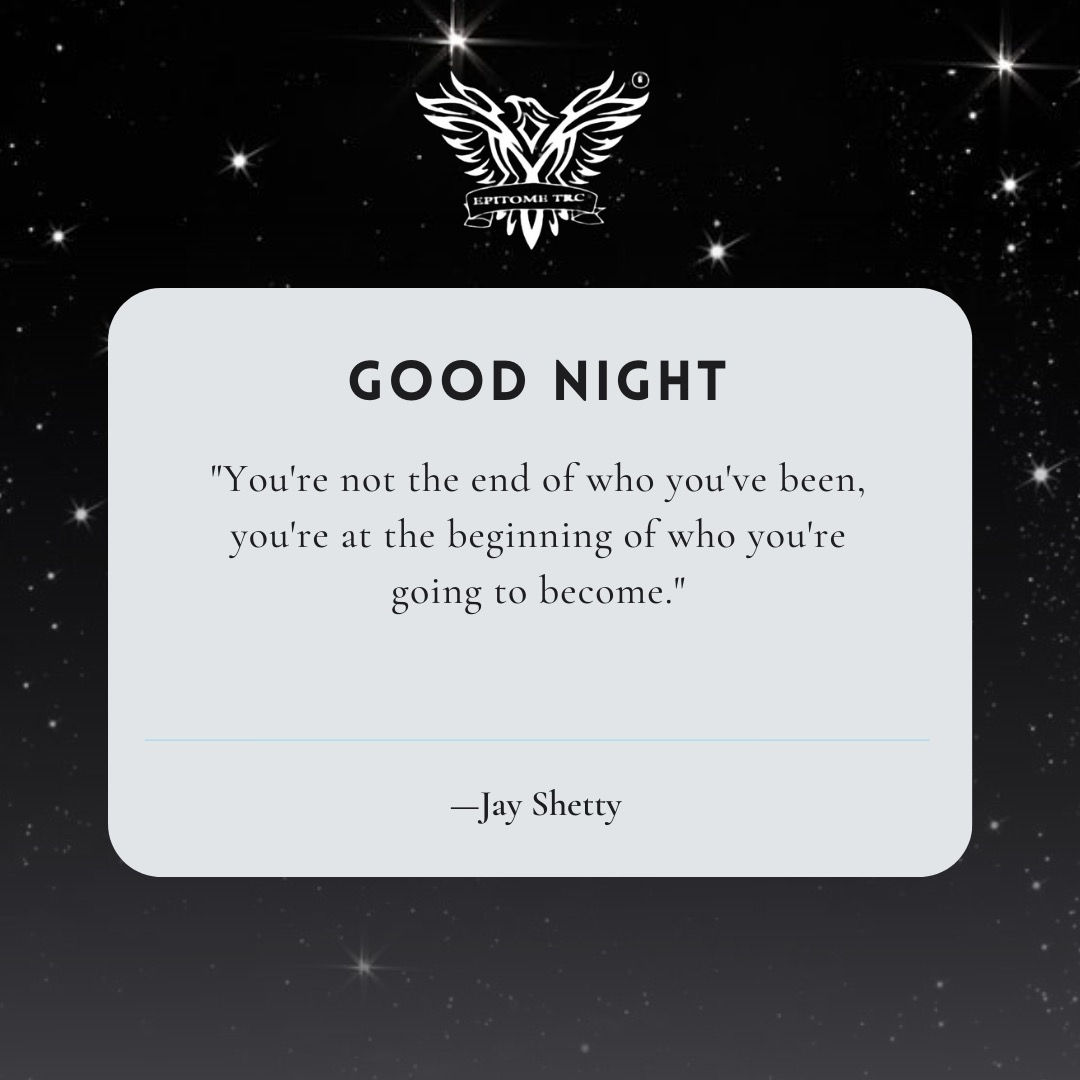 EPITOME TRC
GOOD NIGHT
"You're not the end of who you've been,
you're at the beginning of who you're
going to become."
—Jay Shetty